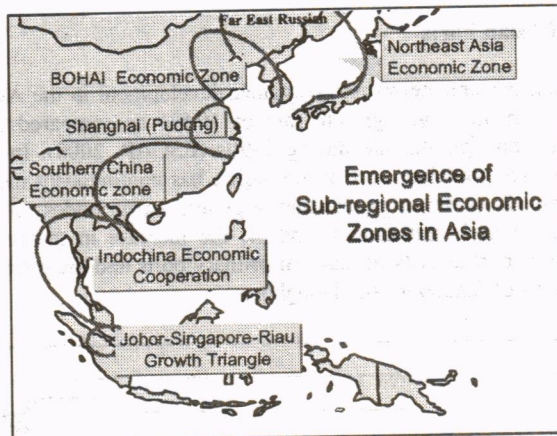 Far East Russian
Northeast Asia
Economic Zone
BOHAI Economic Zone
Shanghai (Pudong)
Southern China
Economic zone
Emergence of
Sub-regional Economic
Zones in Asia
Indochina Economic
Cooperation
Johor-Singapore-Riau
Growth Triangle